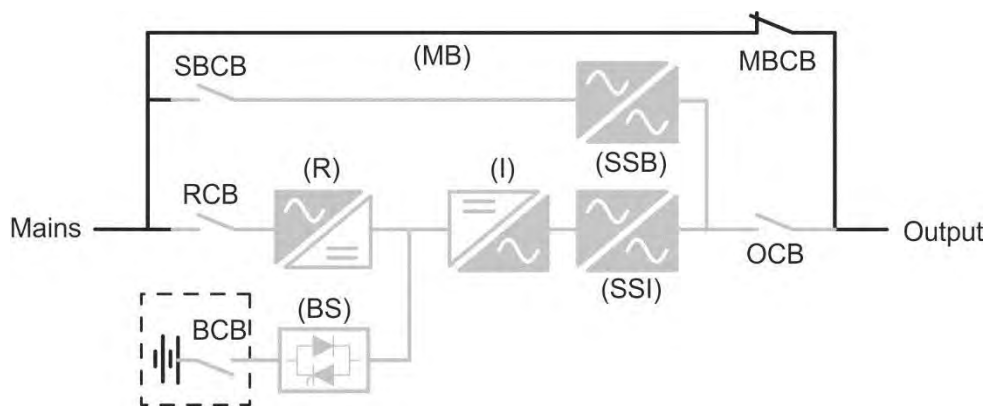 (MB)
MBCB
SBCB
(SSB)
(R)
(I)
RCB
Mains
Output
OCB
(SSI)
(BS)
BCB